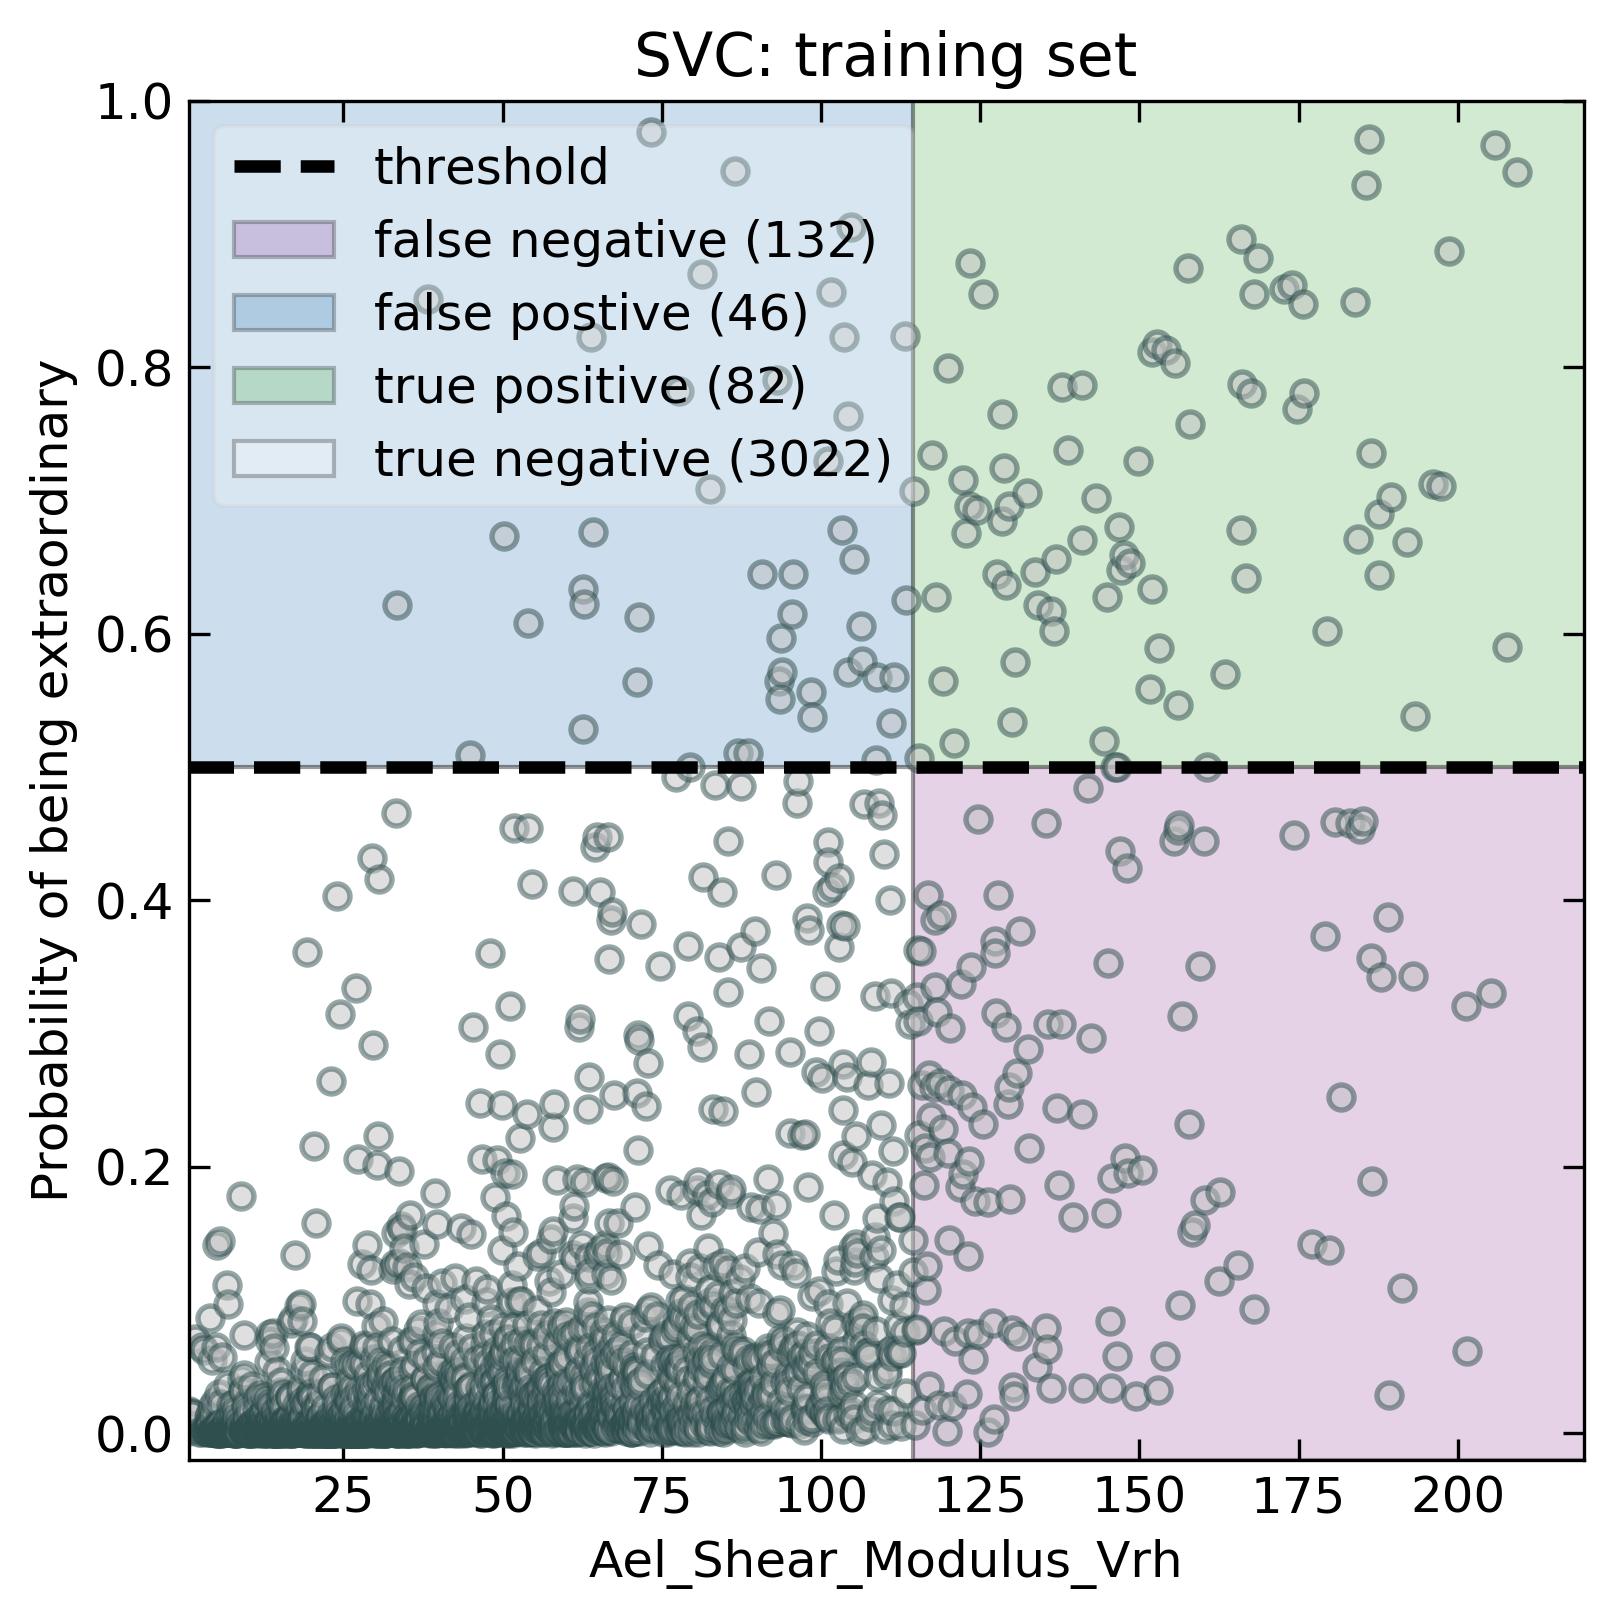 SVC: training set
1.0
0.8
0.6
0.4
0.2
0.0
Probability of being extraordinary
threshold
false negative (132)
false postive (46)
true positive (82)
true negative (3022)
25 50 75 100 125 150 175 200
Ael_Shear_Modulus_Vrh